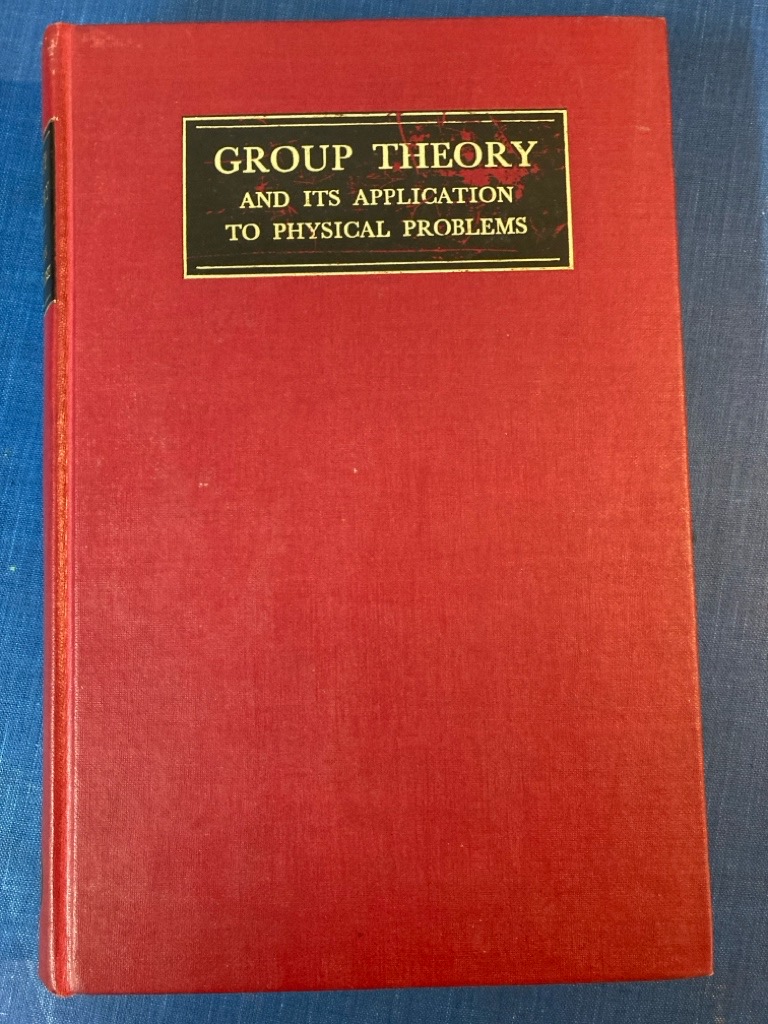 GROUP THEORY
AND ITS APPLICATION
TO PHYSICAL PROBLEMS